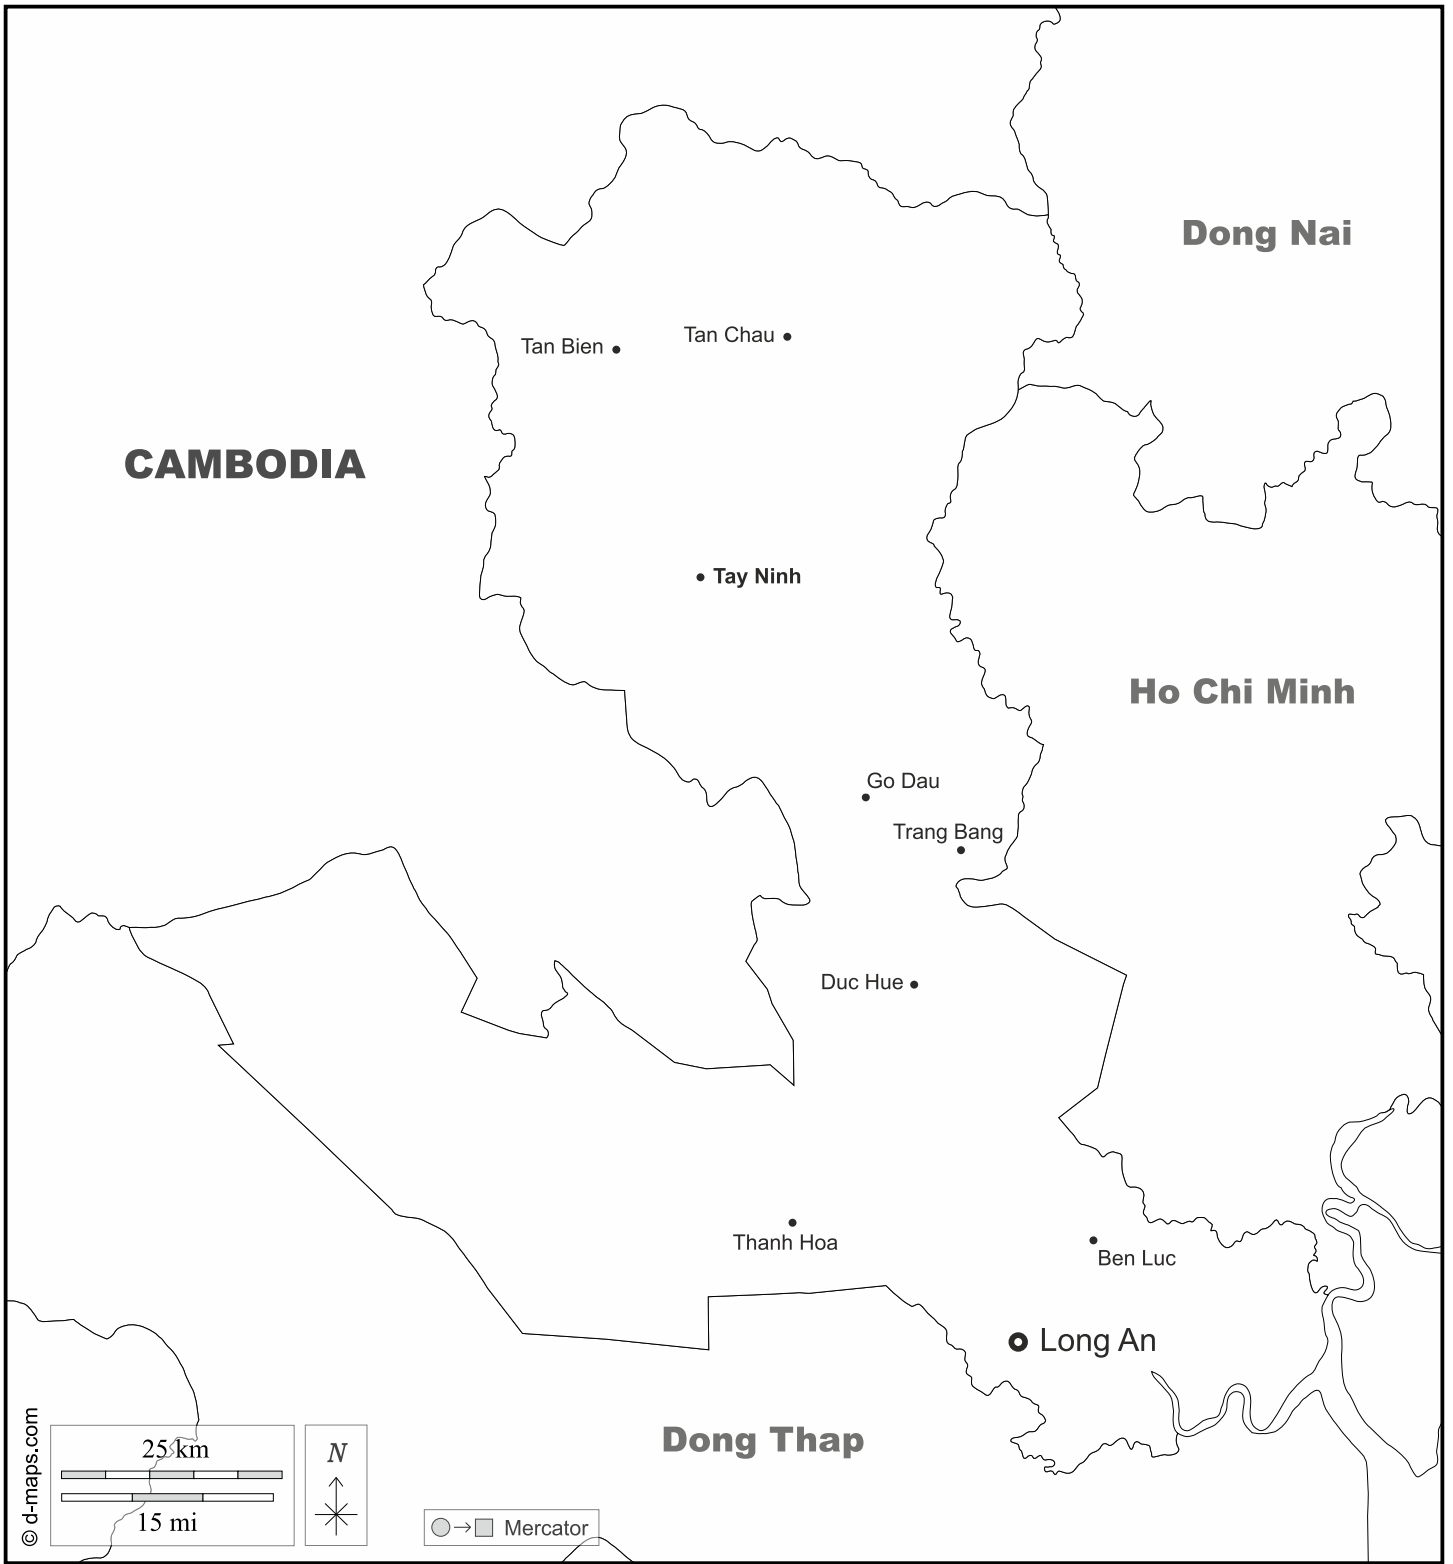 Dong Nai
Tan Bien
Tan Chau
CAMBODIA
Tay Ninh
Ho Chi Minh
Go Dau
Trang Bang
Duc Hue
Thanh Hoa
Ben Luc
Long An
Dong Thap
© d-maps.com
25 km
15 mi
N
Mercator